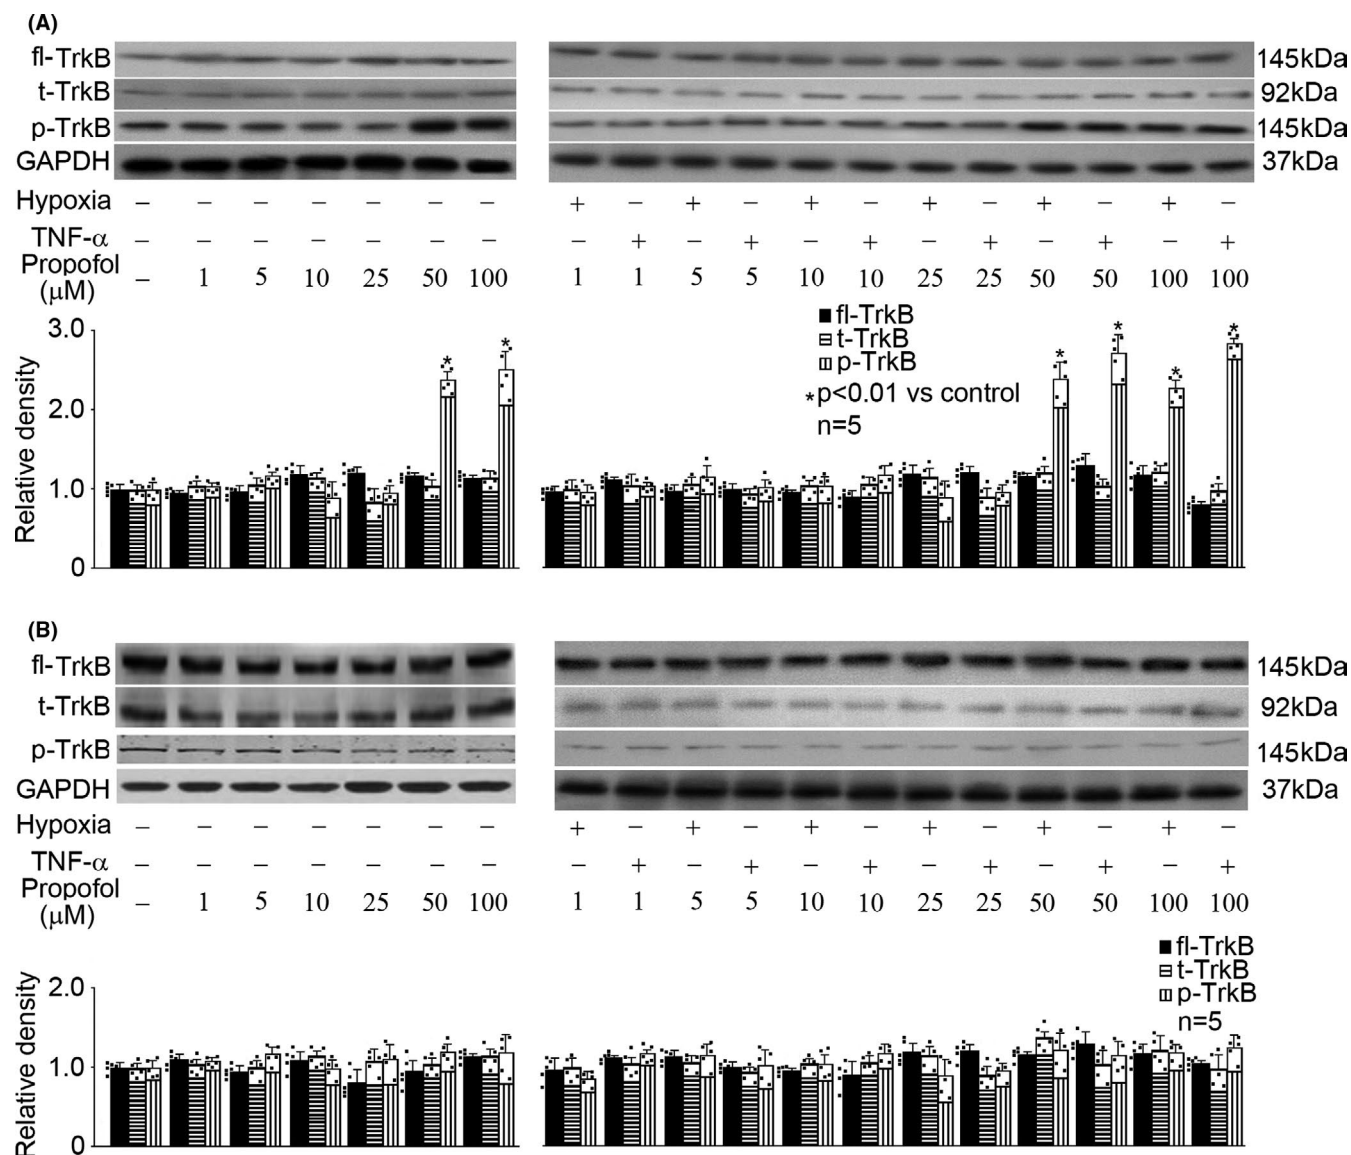 (A)
fl-TrkB 145kDa
t-TrkB 92kDa
p-TrkB 145kDa
GAPDH 37kDa
Hypoxia – – – – – – – + – + – + – + – + – + –
TNF-α – – – – – – – – + – + – + – + – + – +
Propofol
(μM) – 1 5 10 25 50 100 1 1 5 5 10 10 25 25 50 50 100 100
fl-TrkB
t-TrkB
p-TrkB
*p<0.01 vs control
n=5
* * * * * *
Relative density
3.0
2.0
1.0
0
(B)
fl-TrkB 145kDa
t-TrkB 92kDa
p-TrkB 145kDa
GAPDH 37kDa
Hypoxia – – – – – – – + – + – + – + – + – + –
TNF-α – – – – – – – – + – + – + – + – + – +
Propofol
(μM) – 1 5 10 25 50 100 1 1 5 5 10 10 25 25 50 50 100 100
fl-TrkB
t-TrkB
p-TrkB
n=5
Relative density
2.0
1.0
0